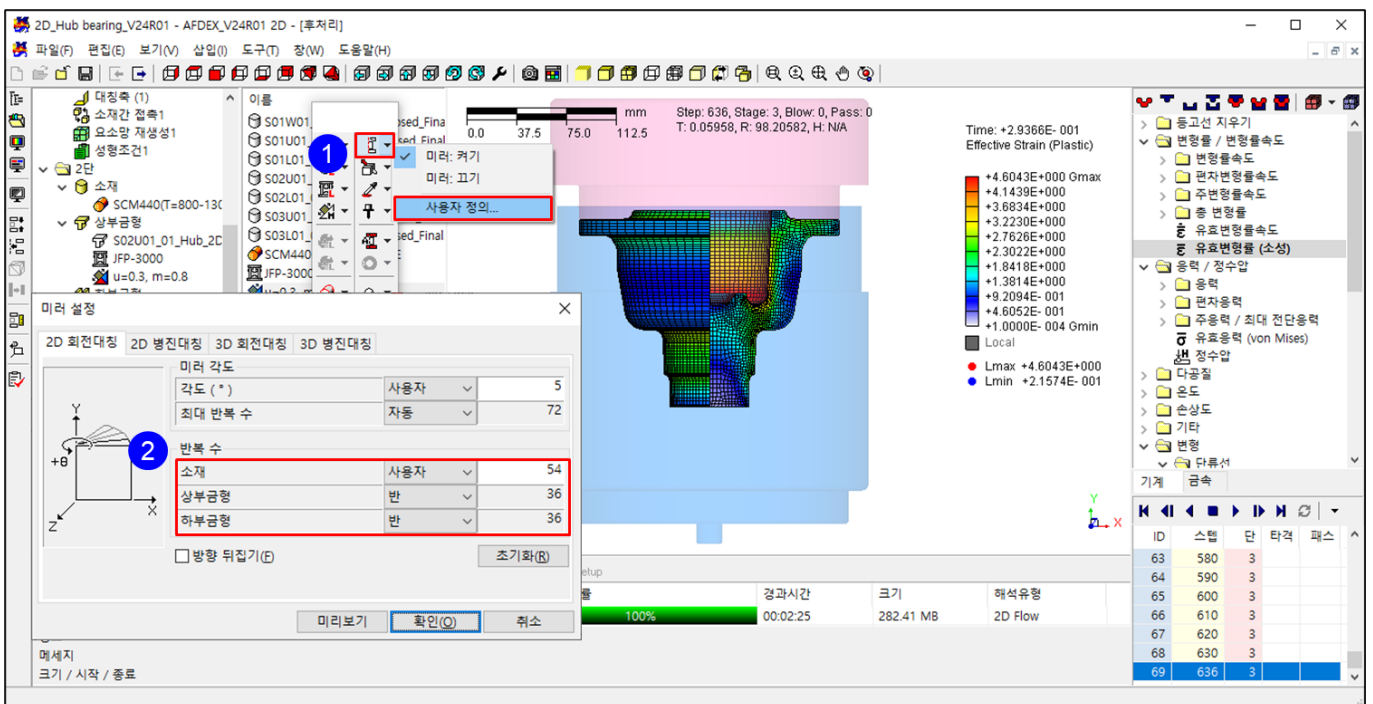 2D_Hub bearing_V24R01 - AFDEX_V24R01 2D - [후처리]
파일(F) 편집(E) 보기(V) 삽입(I) 도구(T) 창(W) 도움말(H)
대칭축 (1)
소재간 접촉1
요소망 재생성1
성형조건1
2단
소재
SCM440(T=800-130
상부금형
S02U01_01_Hub_2D
JFP-3000
u=0.3, m=0.8
이름
S01W01
S01U01
S01L01
S02U01
S02L01
S03U01
S03L01
SCM440
JFP-3000
osed_Fina
sed_Final
sed_Final
1
미러: 켜기
미러: 끄기
사용자 정의...
mm
0.0 37.5 75.0 112.5
Step: 636, Stage: 3, Blow: 0, Pass: 0
T: 0.05958, R: 98.20582, H: N/A
Time: +2.9366E- 001
Effective Strain (Plastic)
+4.6043E+000 Gmax
+4.1439E+000
+3.6834E+000
+3.2230E+000
+2.7626E+000
+2.3022E+000
+1.8418E+000
+1.3814E+000
+9.2094E- 001
+4.6052E- 001
+1.0000E- 004 Gmin
Local
Lmax +4.6043E+000
Lmin +2.1574E- 001
Y
X
등고선 지우기
변형률 / 변형률속도
변형률속도
편차변형률속도
주변형률속도
총 변형률
유효변형률속도
유효변형률 (소성)
응력 / 정수압
응력
편차응력
주응력 / 최대 전단응력
유효응력 (von Mises)
정수압
다공질
온도
손상도
기타
변형
단류선
기계 금속
ID 스텝 단 타격 패스
63 580 3
64 590 3
65 600 3
66 610 3
67 620 3
68 630 3
69 636 3
미러 설정
2D 회전대칭 2D 병진대칭 3D 회전대칭 3D 병진대칭
미러 각도
각도 ( ° ) 사용자 5
최대 반복 수 자동 72
2
반복 수
소재 사용자 54
상부금형 반 36
하부금형 반 36
Y
+θ
X
Z
방향 뒤집기(F)
초기화(R)
미리보기 확인(O) 취소
etup
률 경과시간 크기 해석유형
100% 00:02:25 282.41 MB 2D Flow
메세지
크기 / 시작 / 종료